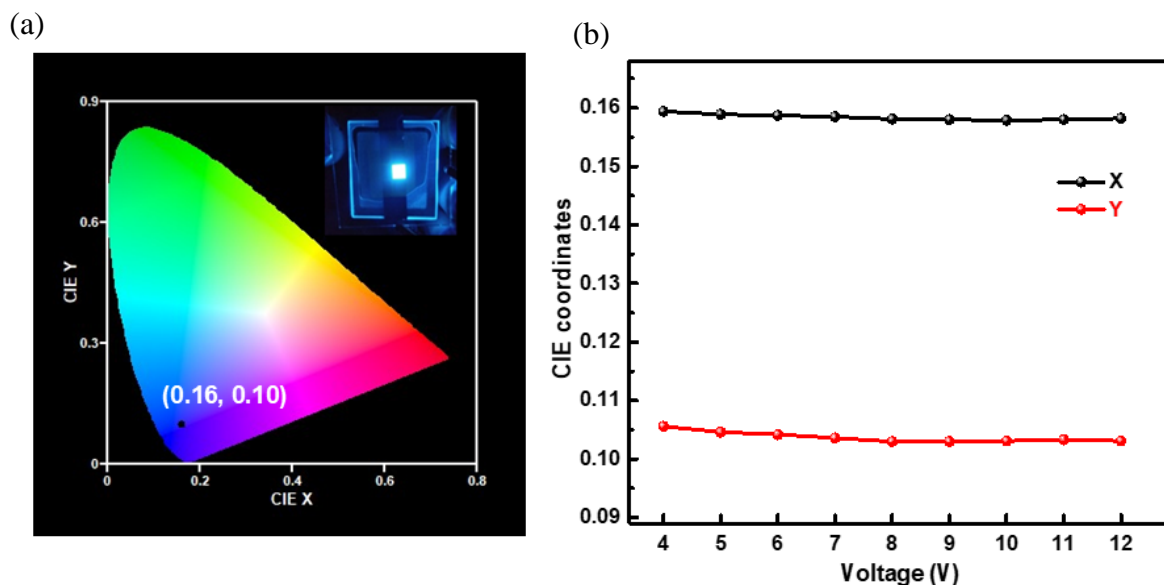 (a)
0.9
0.6
0.3
0
CIE Y
(0.16, 0.10)
0 0.2 0.4 0.6 0.8
CIE X
(b)
0.16
0.15
0.14
0.13
0.12
0.11
0.10
0.09
CIE coordinates
X
Y
4 5 6 7 8 9 10 11 12
Voltage (V)